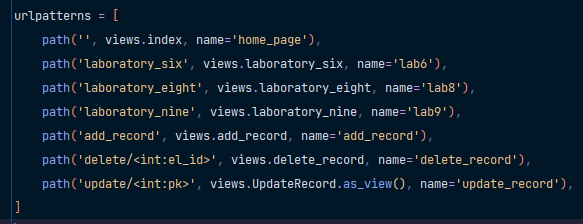 urlpatterns = [
    path('', views.index, name='home_page'),
    path('laboratory_six', views.laboratory_six, name='lab6'),
    path('laboratory_eight', views.laboratory_eight, name='lab8'),
    path('laboratory_nine', views.laboratory_nine, name='lab9'),
    path('add_record', views.add_record, name='add_record'),
    path('delete/<int:el_id>', views.delete_record, name='delete_record'),
    path('update/<int:pk>', views.UpdateRecord.as_view(), name='update_record'),
]